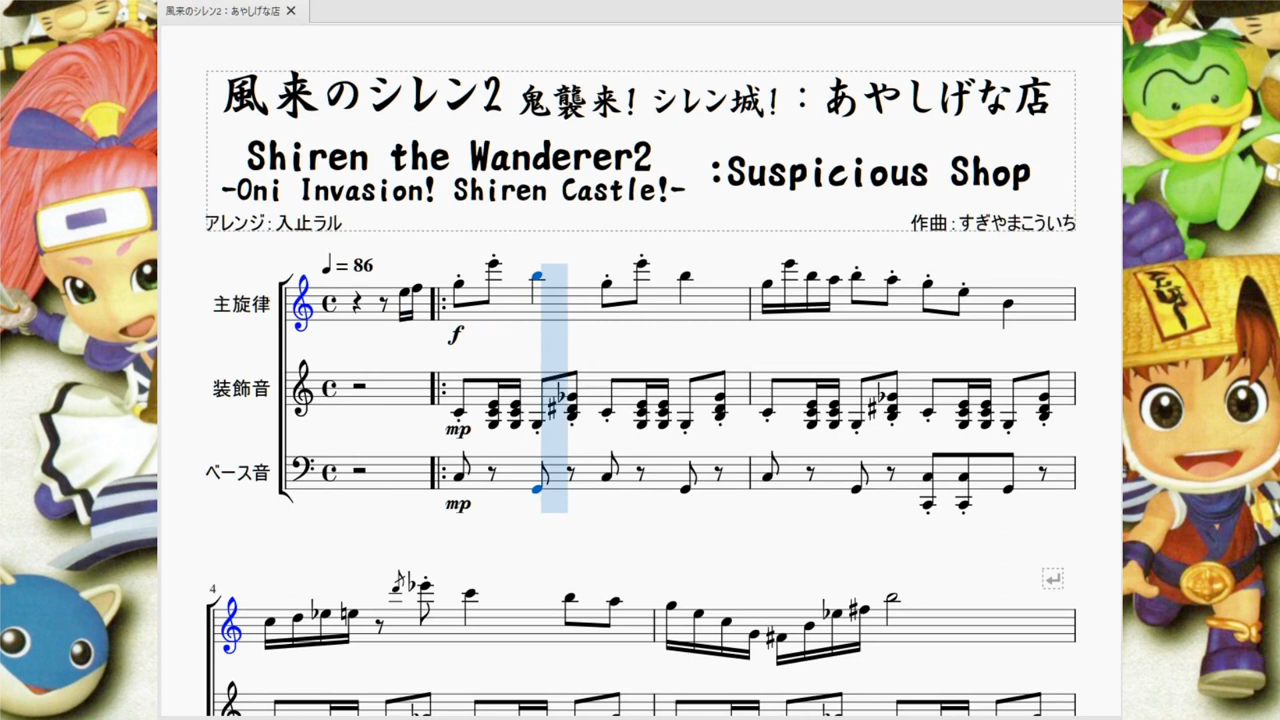 風来のシレン2：あやしげな店 ✕
風来のシレン2 鬼襲来！ シレン城！：あやしげな店
Shiren the Wanderer2 :Suspicious Shop
-Oni Invasion! Shiren Castle!-
アレンジ：入止ラル 作曲：すぎやまこういち
♩ = 86
主旋律
f
装飾音
mp
ベース音
mp
4